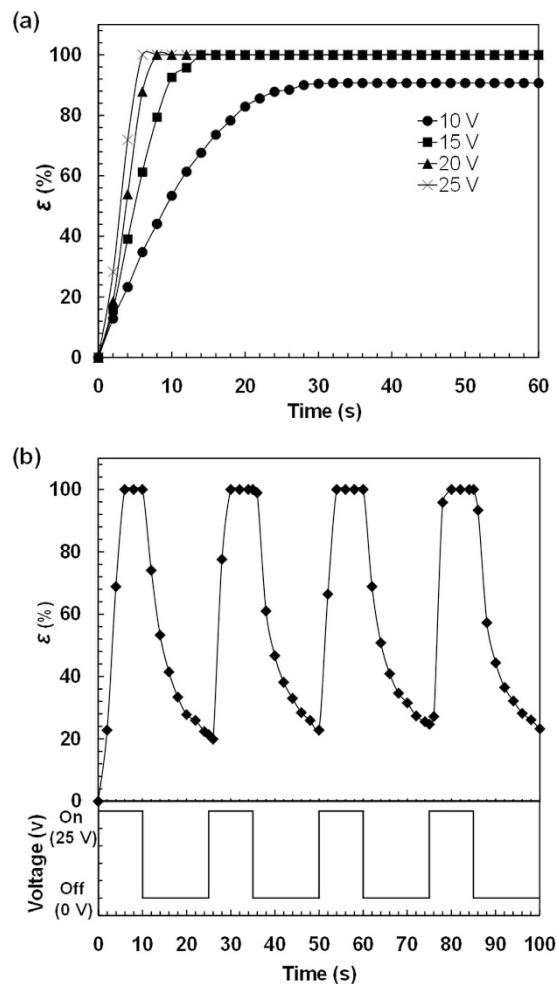 (a)
100
80
60
40
20
0
ε (%)
10 V
15 V
20 V
25 V
0 10 20 30 40 50 60
Time (s)
(b)
100
80
60
40
20
0
ε (%)
On
(25 V)
Off
(0 V)
Voltage (v)
0 10 20 30 40 50 60 70 80 90 100
Time (s)